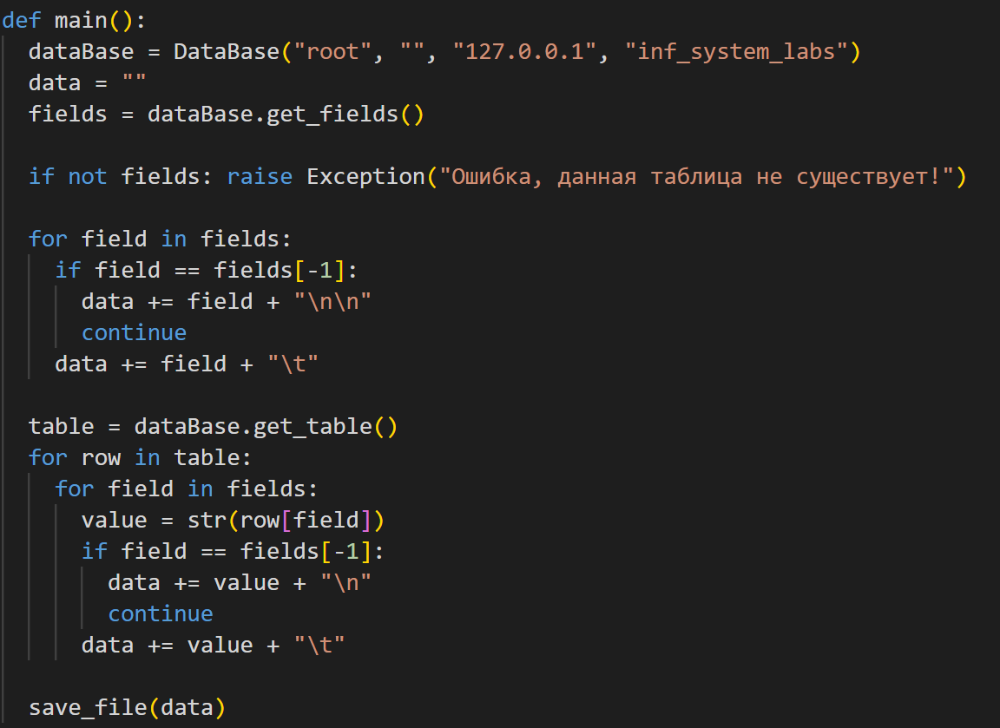 def main():
  dataBase = DataBase("root", "", "127.0.0.1", "inf_system_labs")
  data = ""
  fields = dataBase.get_fields()

  if not fields: raise Exception("Ошибка, данная таблица не существует!")

  for field in fields:
    if field == fields[-1]:
      data += field + "\n\n"
      continue
    data += field + "\t"

  table = dataBase.get_table()
  for row in table:
    for field in fields:
      value = str(row[field])
      if field == fields[-1]:
        data += value + "\n"
        continue
      data += value + "\t"

  save_file(data)